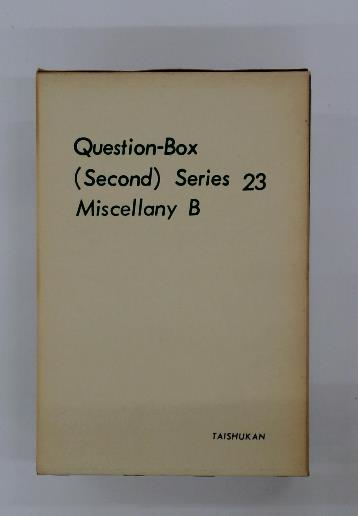 Question-Box
(Second) Series 23
Miscellany B
TAISHUKAN